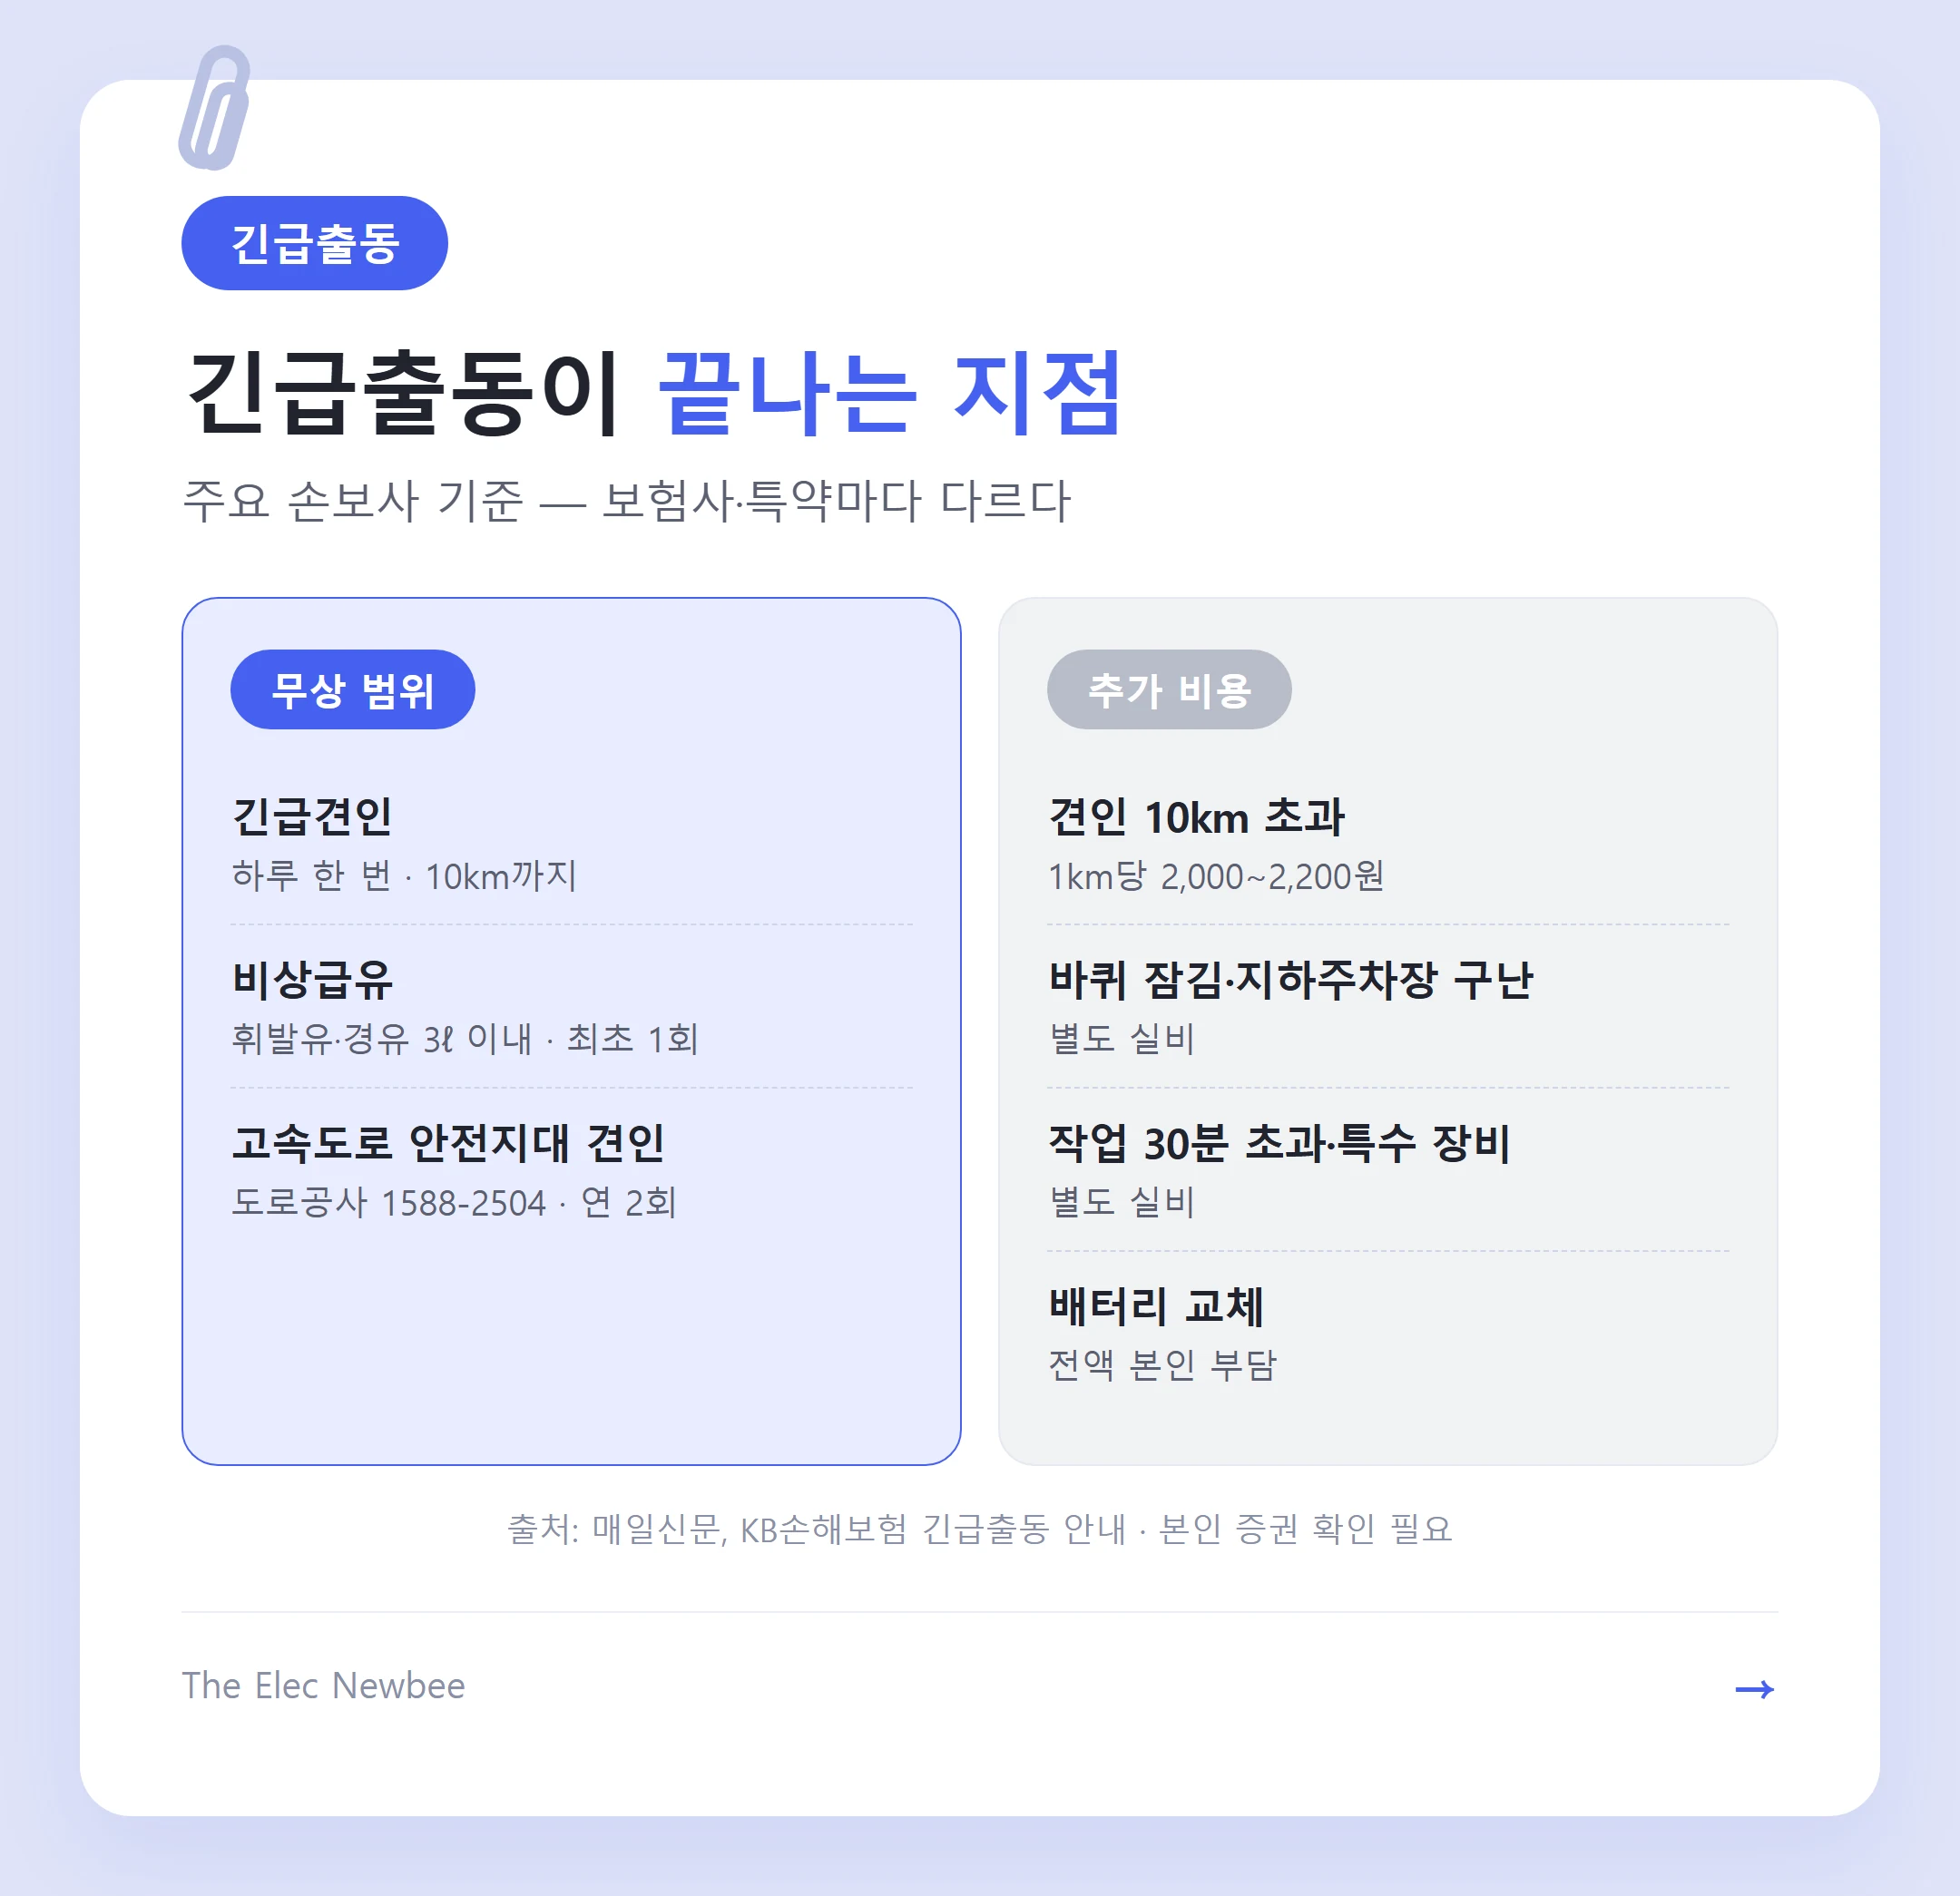 긴급출동
긴급출동이 끝나는 지점
주요 손보사 기준 — 보험사·특약마다 다르다
무상 범위
긴급견인
하루 한 번 · 10km까지
비상급유
휘발유·경유 3ℓ 이내 · 최초 1회
고속도로 안전지대 견인
도로공사 1588-2504 · 연 2회
추가 비용
견인 10km 초과
1km당 2,000~2,200원
바퀴 잠김·지하주차장 구난
별도 실비
작업 30분 초과·특수 장비
별도 실비
배터리 교체
전액 본인 부담
출처: 매일신문, KB손해보험 긴급출동 안내 · 본인 증권 확인 필요
The Elec Newbee
→